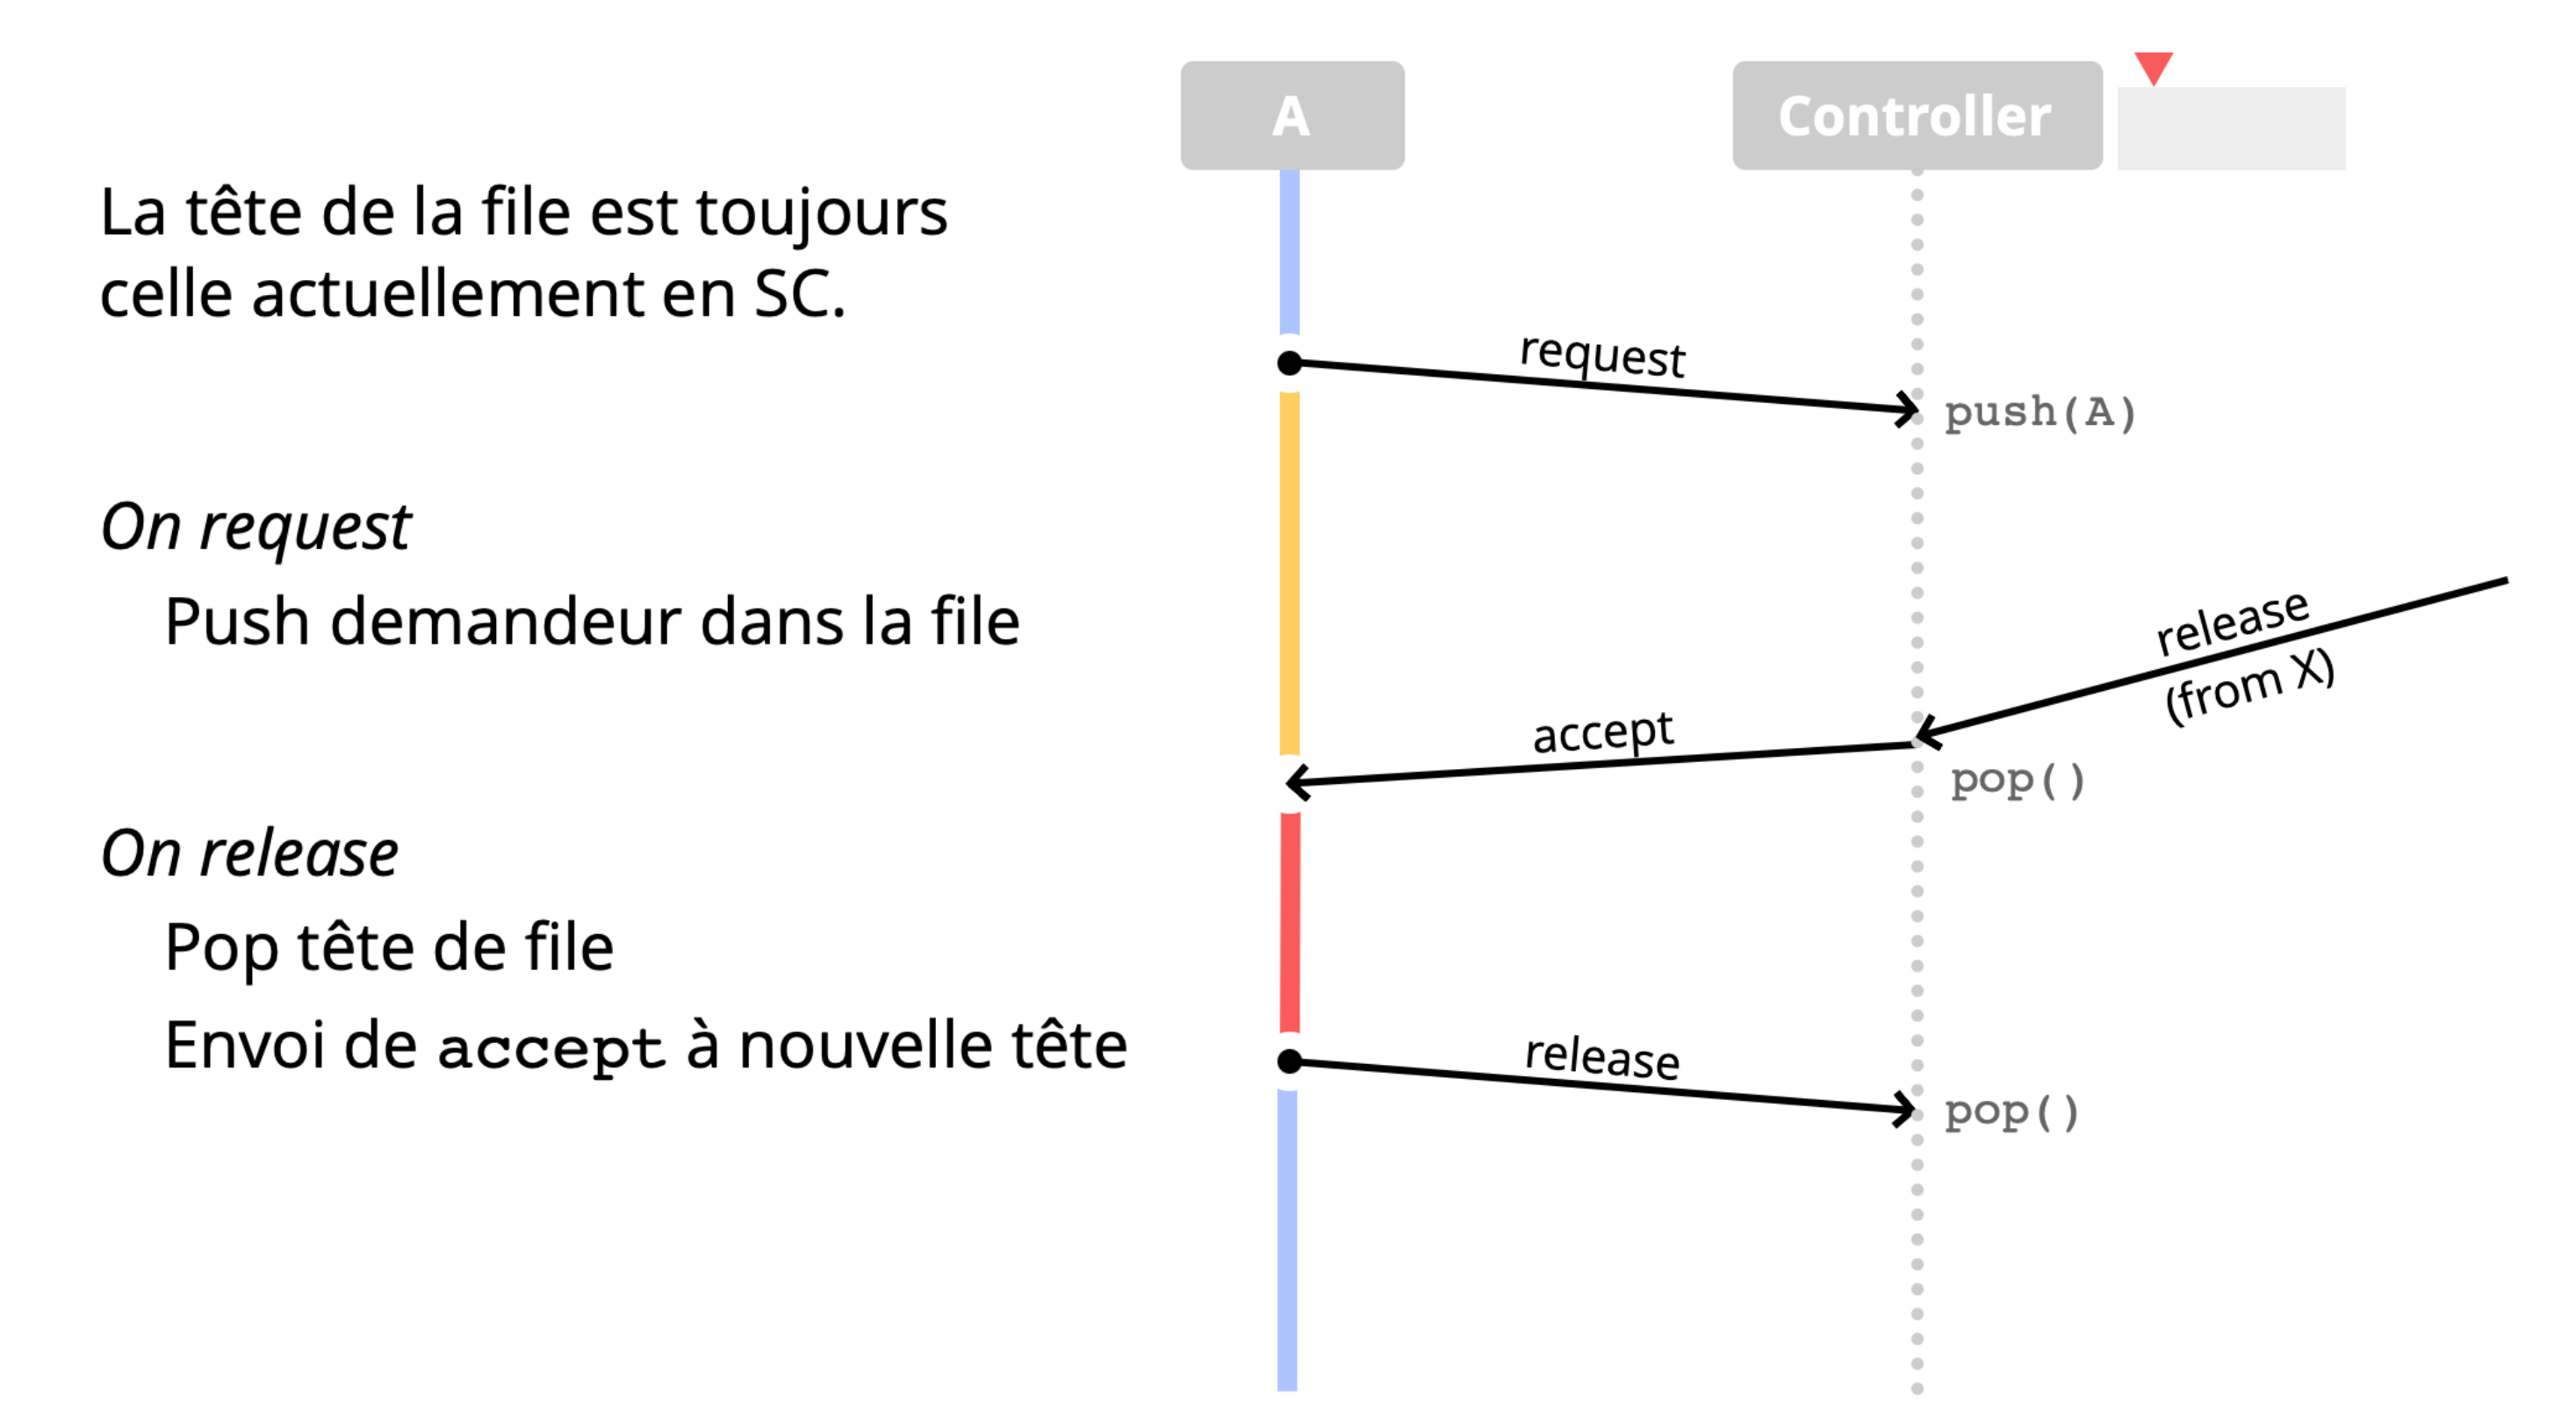 La tête de la file est toujours
celle actuellement en SC.
On request
Push demandeur dans la file
On release
Pop tête de file
Envoi de accept à nouvelle tête
A
Controller
request
push(A)
release
(from X)
accept
pop()
release
pop()